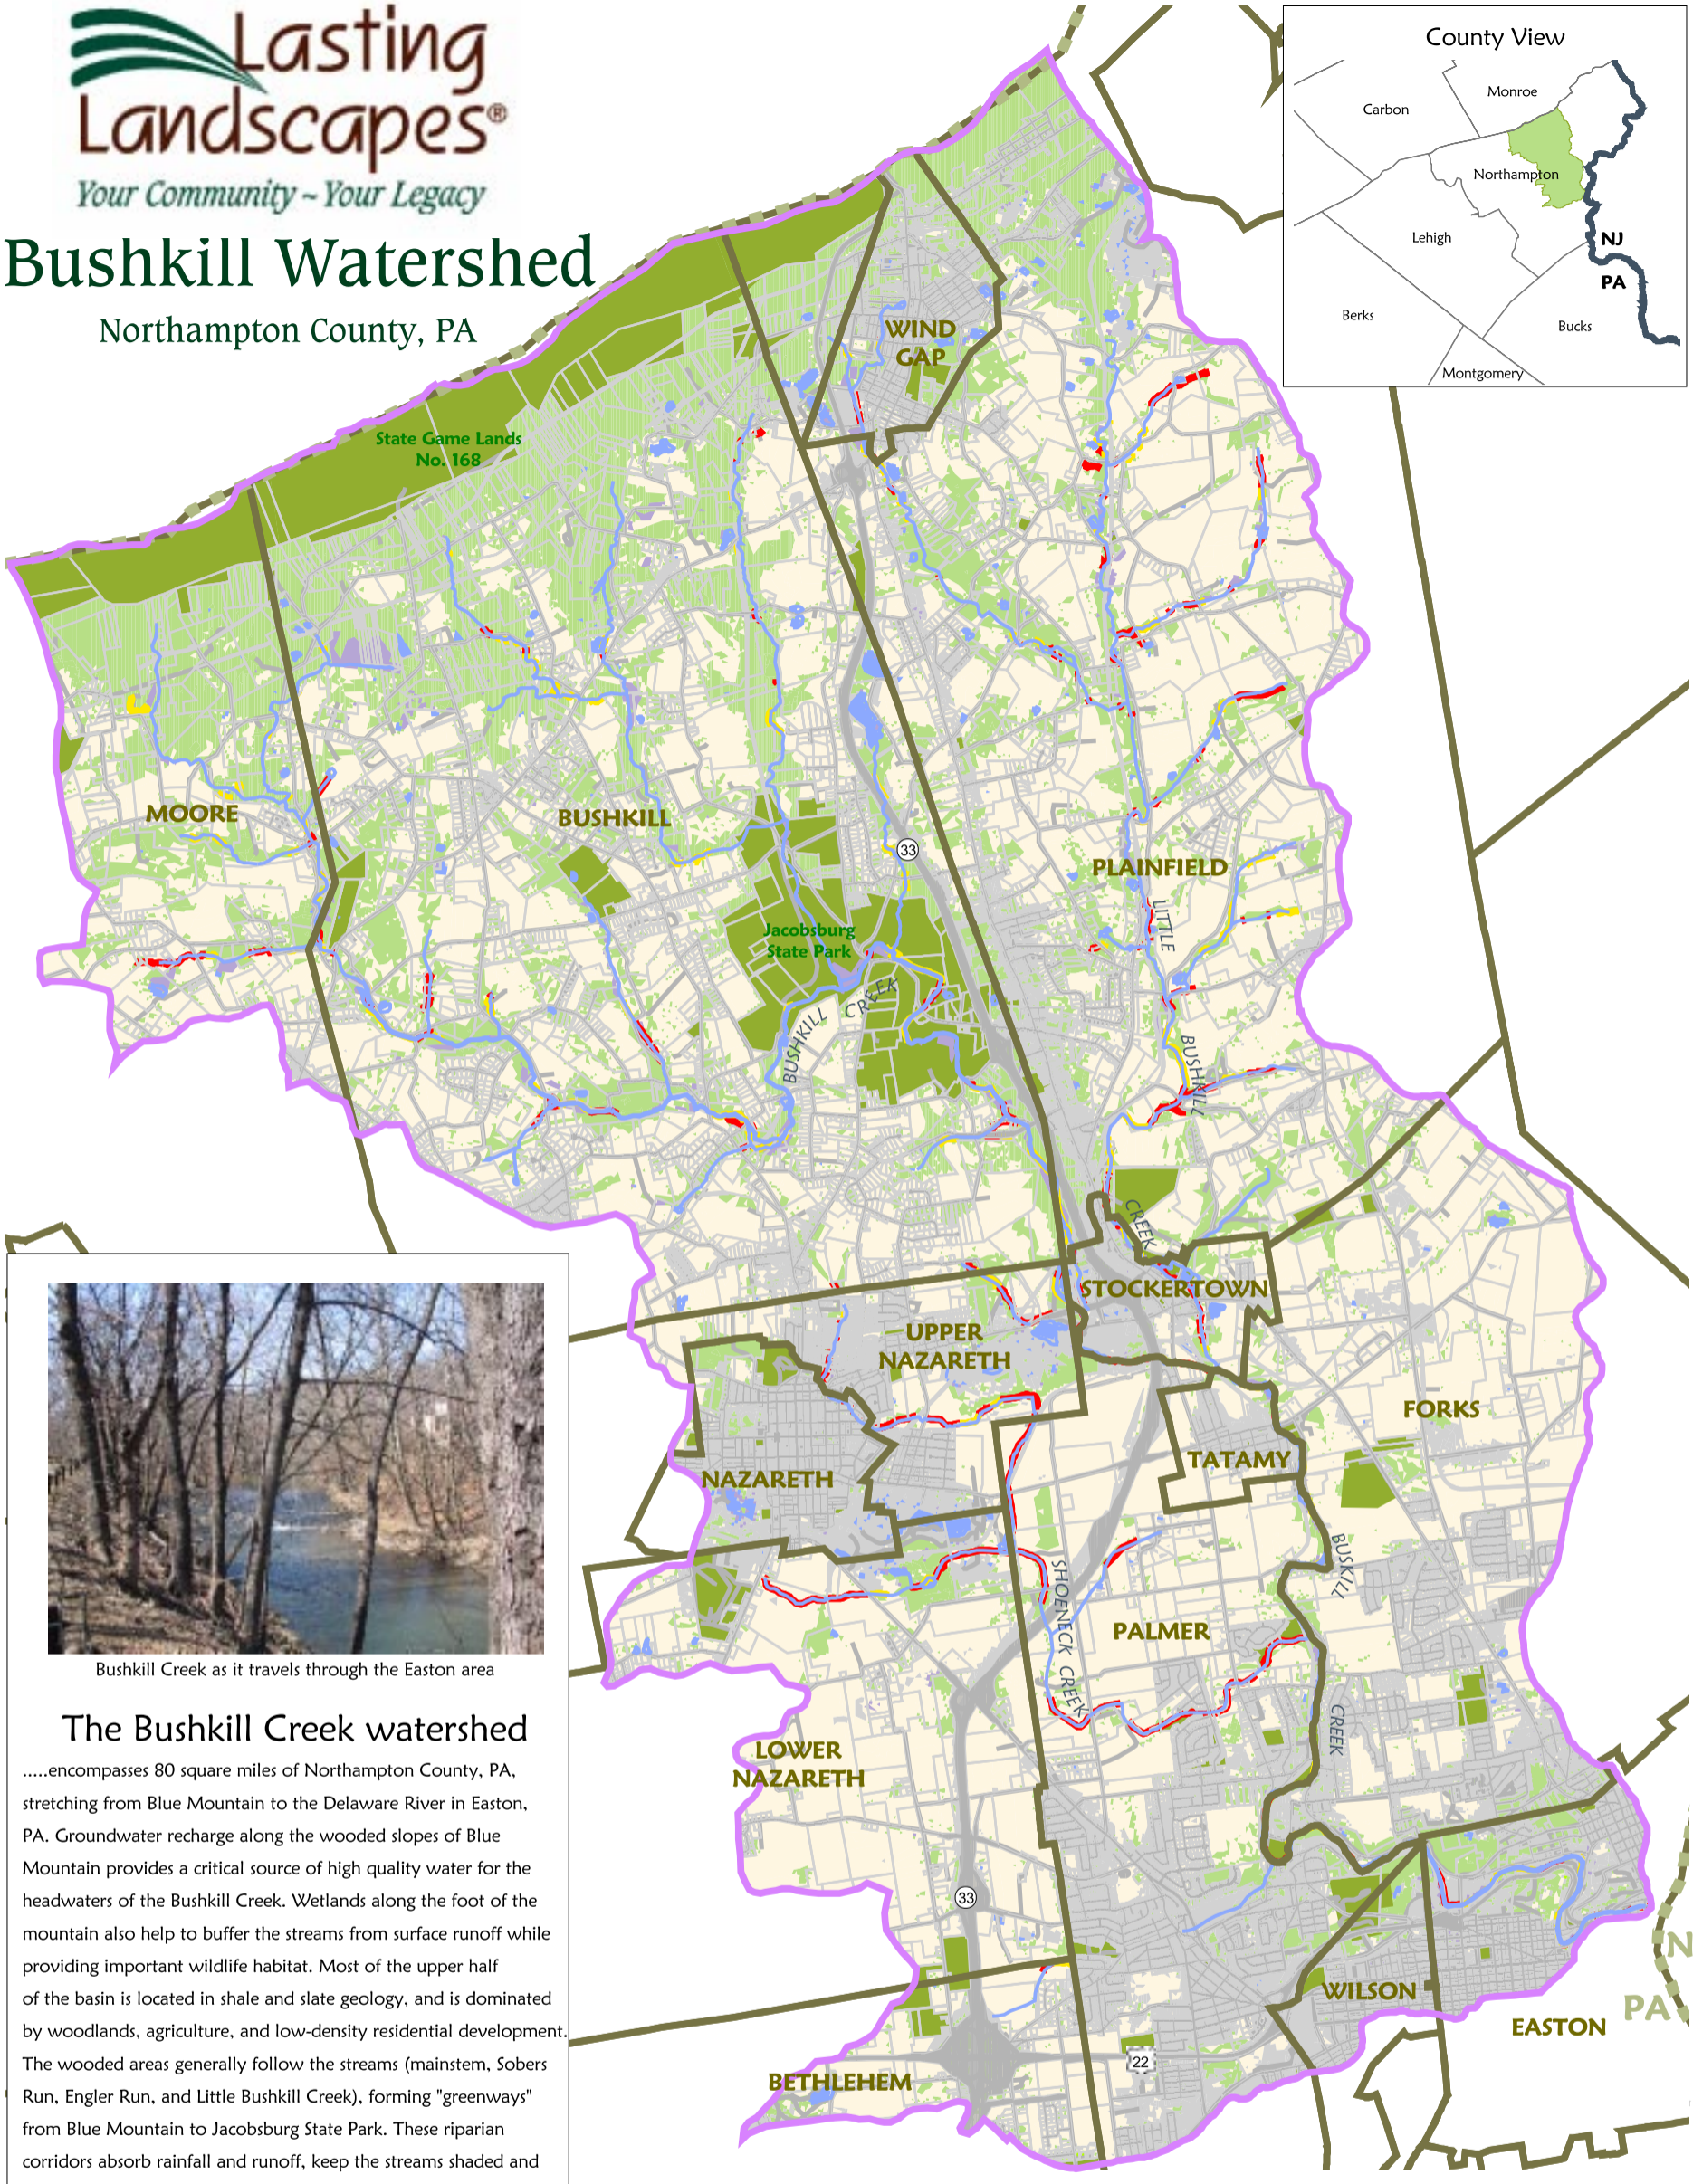 Lasting
Landscapes®
Your Community ~ Your Legacy
Bushkill Watershed
Northampton County, PA
County View
Carbon
Monroe
Northampton
Lehigh
NJ
PA
Berks
Bucks
Montgomery
WIND
GAP
State Game Lands
No. 168
MOORE
BUSHKILL
33
PLAINFIELD
LITTLE
BUSHKILL
CREEK
Jacobsburg
State Park
BUSHKILL CREEK
STOCKERTOWN
UPPER
NAZARETH
FORKS
TATAMY
NAZARETH
BUSKILL
CREEK
SHOENECK CREEK
PALMER
LOWER
NAZARETH
33
WILSON
EASTON
N
PA
22
BETHLEHEM
Bushkill Creek as it travels through the Easton area
The Bushkill Creek watershed
.....encompasses 80 square miles of Northampton County, PA,
stretching from Blue Mountain to the Delaware River in Easton,
PA. Groundwater recharge along the wooded slopes of Blue
Mountain provides a critical source of high quality water for the
headwaters of the Bushkill Creek. Wetlands along the foot of the
mountain also help to buffer the streams from surface runoff while
providing important wildlife habitat. Most of the upper half
of the basin is located in shale and slate geology, and is dominated
by woodlands, agriculture, and low-density residential development.
The wooded areas generally follow the streams (mainstem, Sobers
Run, Engler Run, and Little Bushkill Creek), forming "greenways"
from Blue Mountain to Jacobsburg State Park. These riparian
corridors absorb rainfall and runoff, keep the streams shaded and